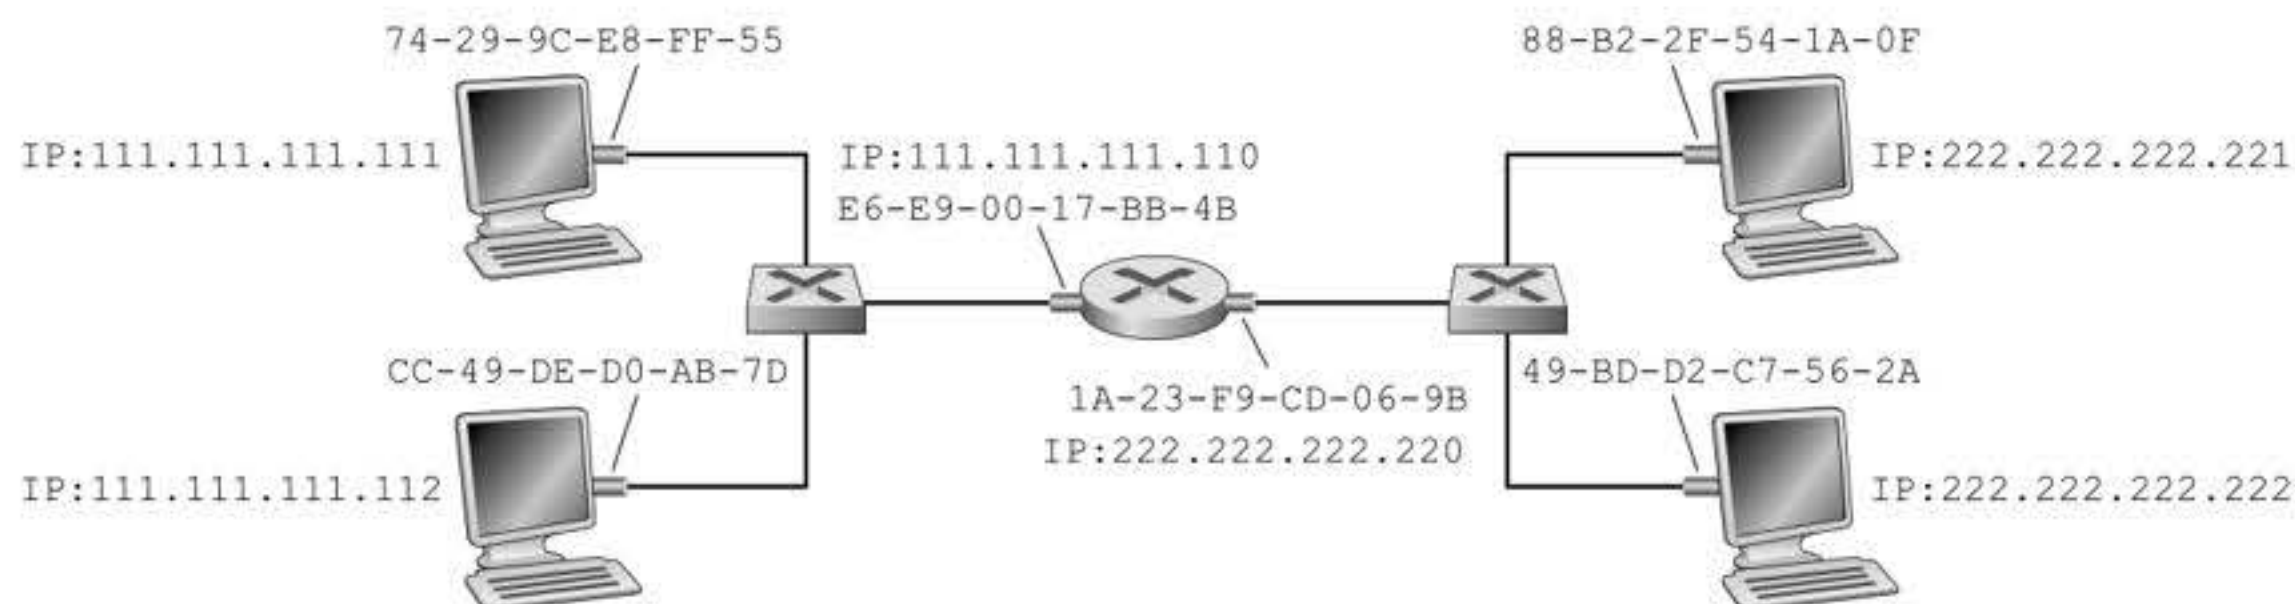 74-29-9C-E8-FF-55
88-B2-2F-54-1A-0F
IP:111.111.111.111
IP:111.111.111.110
IP:222.222.222.221
E6-E9-00-17-BB-4B
CC-49-DE-D0-AB-7D
49-BD-D2-C7-56-2A
1A-23-F9-CD-06-9B
IP:222.222.222.220
IP:111.111.111.112
IP:222.222.222.222